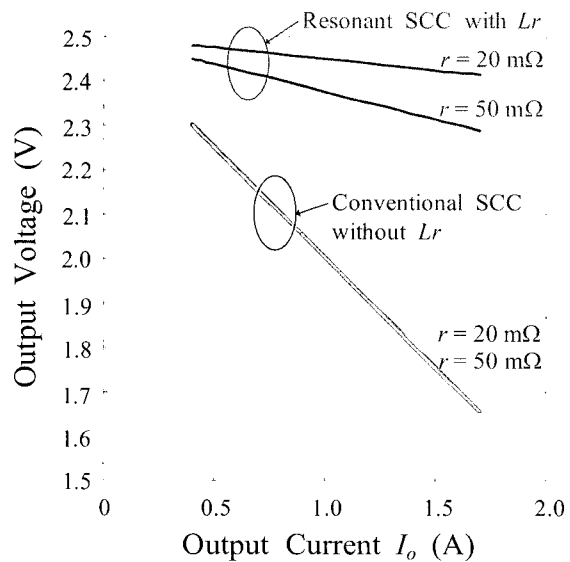 Resonant SCC with Lr
r = 20 mΩ
r = 50 mΩ
Conventional SCC
without Lr
r = 20 mΩ
r = 50 mΩ
Output Voltage (V)
2.5
2.4
2.3
2.2
2.1
2.0
1.9
1.8
1.7
1.6
1.5
0
0.5
1.0
1.5
2.0
Output Current Io (A)